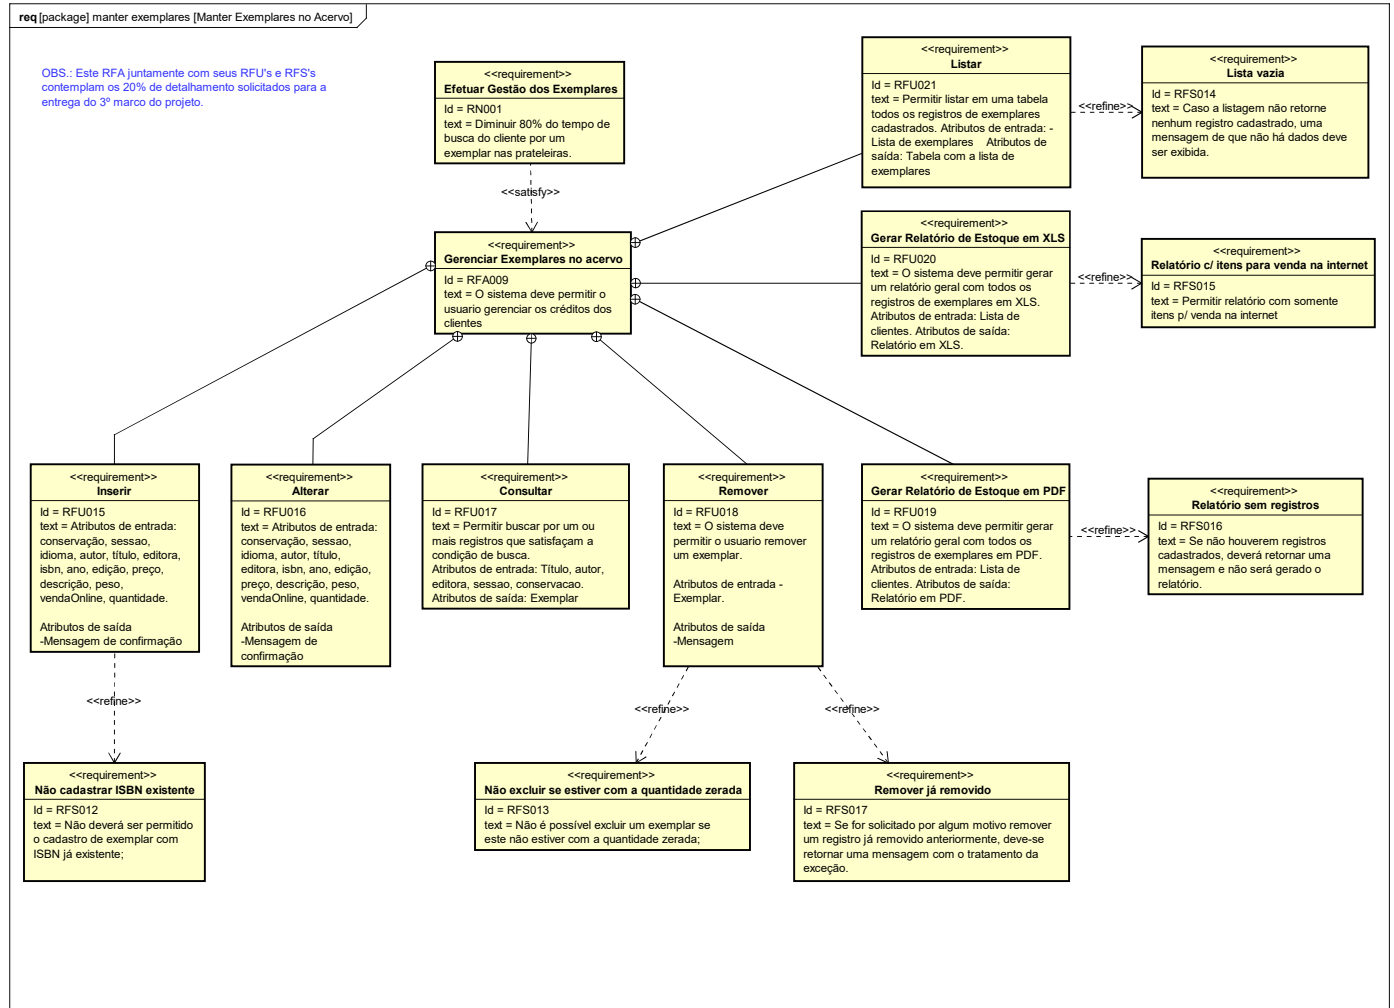 req [package] manter exemplares [Manter Exemplares no Acervo]
OBS.: Este RFA juntamente com seus RFU's e RFS's
contemplam os 20% de detalhamento solicitados para a
entrega do 3º marco do projeto.
<<requirement>>
Efetuar Gestão dos Exemplares
Id = RN001
text = Diminuir 80% do tempo de
busca do cliente por um
exemplar nas prateleiras.
<<satisfy>>
<<requirement>>
Listar
Id = RFU021
text = Permitir listar em uma tabela
todos os registros de exemplares
cadastrados. Atributos de entrada: -
Lista de exemplares    Atributos de
saída: Tabela com a lista de
exemplares
<<refine>>
<<requirement>>
Lista vazia
Id = RFS014
text = Caso a listagem não retorne
nenhum registro cadastrado, uma
mensagem de que não há dados deve
ser exibida.
<<requirement>>
Gerenciar Exemplares no acervo
Id = RFA009
text = O sistema deve permitir o
usuario gerenciar os créditos dos
clientes
<<requirement>>
Gerar Relatório de Estoque em XLS
Id = RFU020
text = O sistema deve permitir gerar
um relatório geral com todos os
registros de exemplares em XLS.
Atributos de entrada: Lista de
clientes. Atributos de saída:
Relatório em XLS.
<<refine>>
<<requirement>>
Relatório c/ itens para venda na internet
Id = RFS015
text = Permitir relatório com somente
itens p/ venda na internet
<<requirement>>
Inserir
Id = RFU015
text = Atributos de entrada:
conservação, sessao,
idioma, autor, título, editora,
isbn, ano, edição, preço,
descrição, peso,
vendaOnline, quantidade.
Atributos de saída
-Mensagem de confirmação
<<requirement>>
Alterar
Id = RFU016
text = Atributos de entrada:
conservação, sessao,
idioma, autor, título,
editora, isbn, ano, edição,
preço, descrição, peso,
vendaOnline, quantidade.
Atributos de saída
-Mensagem de
confirmação
<<requirement>>
Consultar
Id = RFU017
text = Permitir buscar por um ou
mais registros que satisfaçam a
condição de busca.
Atributos de entrada: Título, autor,
editora, sessao, conservacao.
Atributos de saída: Exemplar
<<requirement>>
Remover
Id = RFU018
text = O sistema deve
permitir o usuario remover
um exemplar.
Atributos de entrada -
Exemplar.
Atributos de saída
-Mensagem
<<requirement>>
Gerar Relatório de Estoque em PDF
Id = RFU019
text = O sistema deve permitir gerar
um relatório geral com todos os
registros de exemplares em PDF.
Atributos de entrada: Lista de
clientes. Atributos de saída:
Relatório em PDF.
<<refine>>
<<requirement>>
Relatório sem registros
Id = RFS016
text = Se não houverem registros
cadastrados, deverá retornar uma
mensagem e não será gerado o
relatório.
<<refine>>
<<refine>>
<<refine>>
<<requirement>>
Não cadastrar ISBN existente
Id = RFS012
text = Não deverá ser permitido
o cadastro de exemplar com
ISBN já existente;
<<requirement>>
Não excluir se estiver com a quantidade zerada
Id = RFS013
text = Não é possível excluir um exemplar se
este não estiver com a quantidade zerada;
<<requirement>>
Remover já removido
Id = RFS017
text = Se for solicitado por algum motivo remover
um registro já removido anteriormente, deve-se
retornar uma mensagem com o tratamento da
exceção.